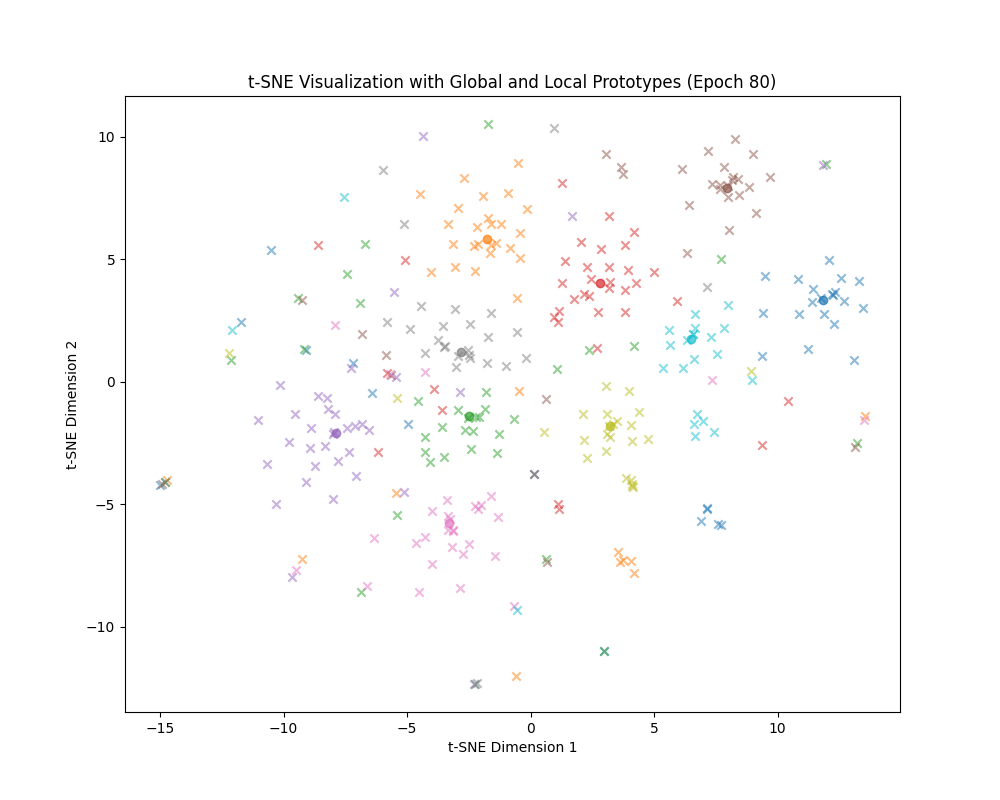 t-SNE Visualization with Global and Local Prototypes (Epoch 80)
10
5
0
−5
−10
t-SNE Dimension 2
−15 −10 −5 0 5 10
t-SNE Dimension 1